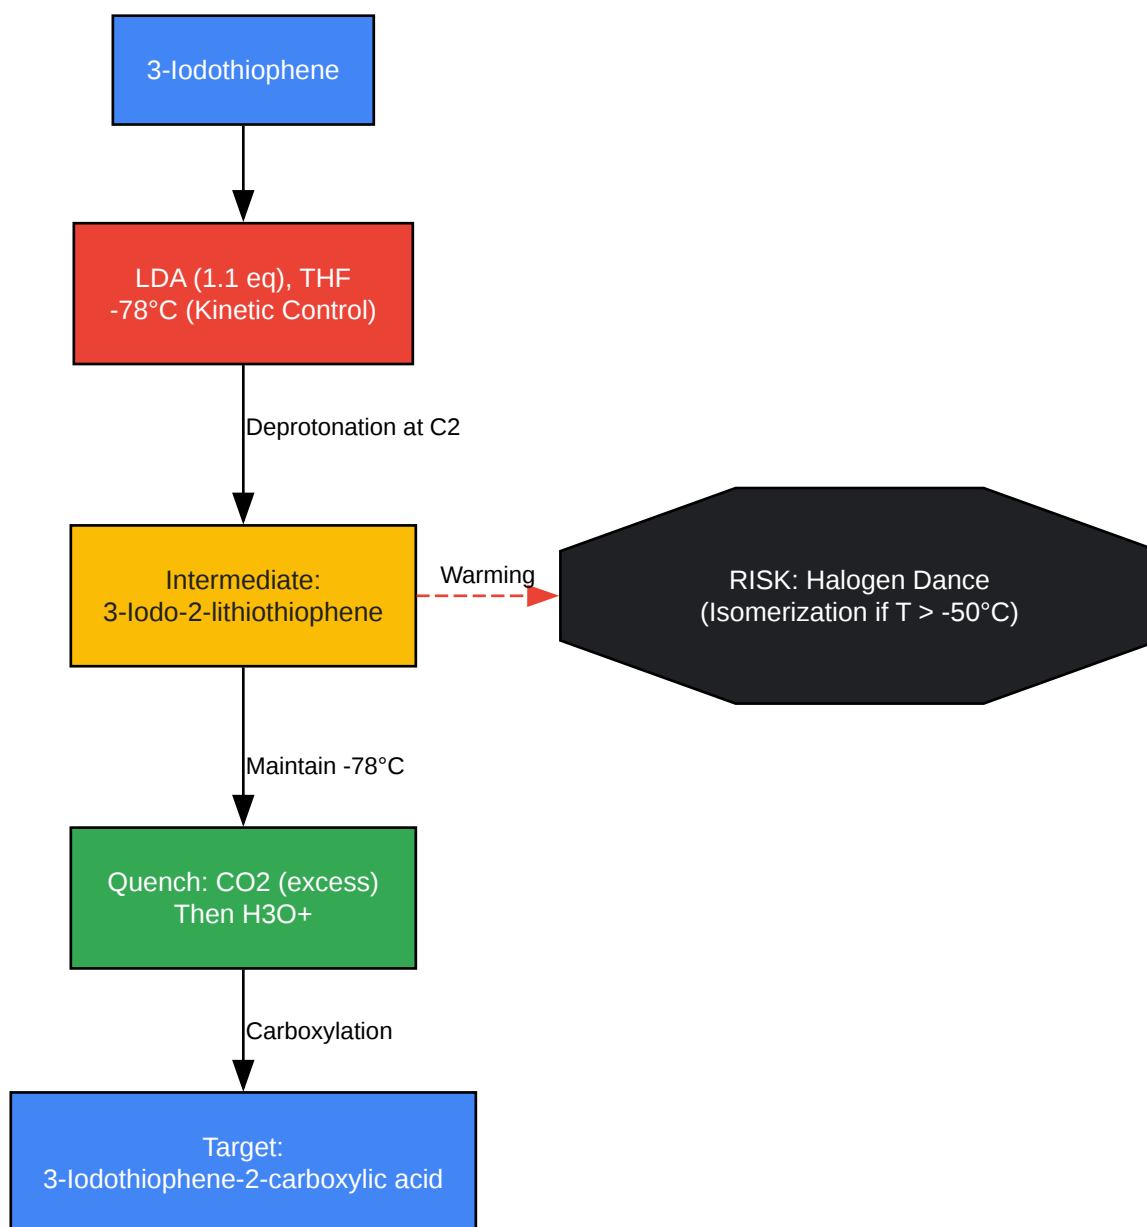 3-Iodothiophene
LDA (1.1 eq), THF
-78°C (Kinetic Control)
Deprotonation at C2
Intermediate:
3-Iodo-2-lithiothiophene
Warming
RISK: Halogen Dance
(Isomerization if T > -50°C)
Maintain -78°C
Quench: CO2 (excess)
Then H3O+
Carboxylation
Target:
3-Iodothiophene-2-carboxylic acid